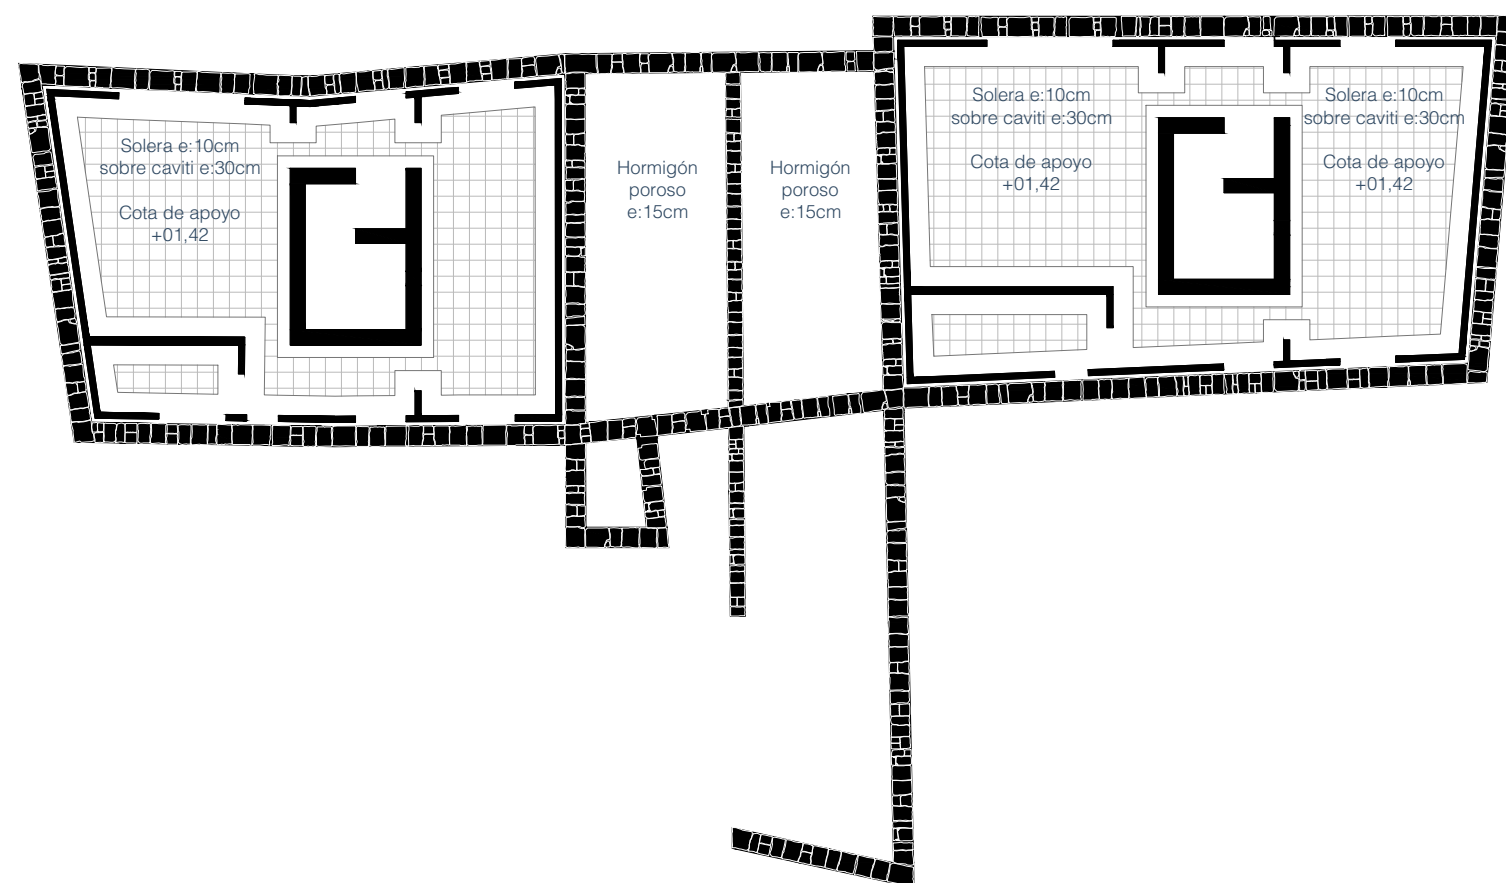 Solera e:10cm
sobre caviti e:30cm
Cota de apoyo
+01,42
Hormigón
poroso
e:15cm
Hormigón
poroso
e:15cm
Solera e:10cm
sobre caviti e:30cm
Cota de apoyo
+01,42
Solera e:10cm
sobre caviti e:30cm
Cota de apoyo
+01,42